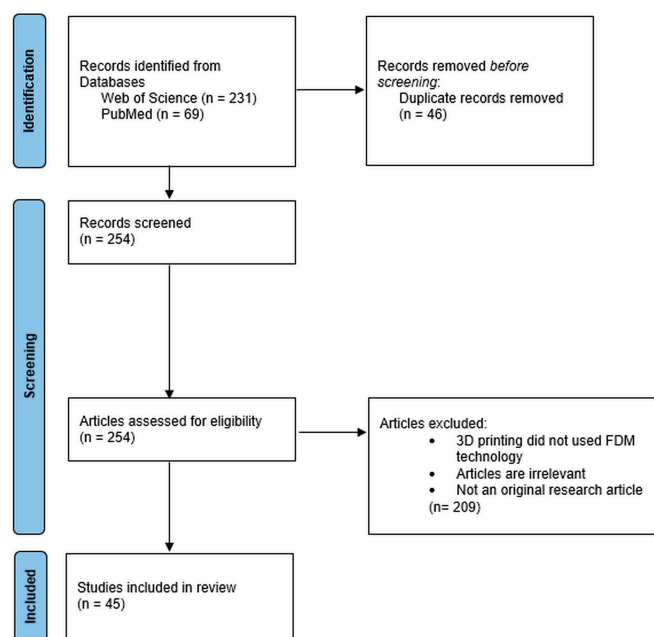 Identification
Records identified from
Databases
Web of Science (n = 231)
PubMed (n = 69)
Records removed before
screening:
Duplicate records removed
(n = 46)
Screening
Records screened
(n = 254)
Articles assessed for eligibility
(n = 254)
Articles excluded:
• 3D printing did not used FDM
technology
• Articles are irrelevant
• Not an original research article
(n= 209)
Included
Studies included in review
(n = 45)